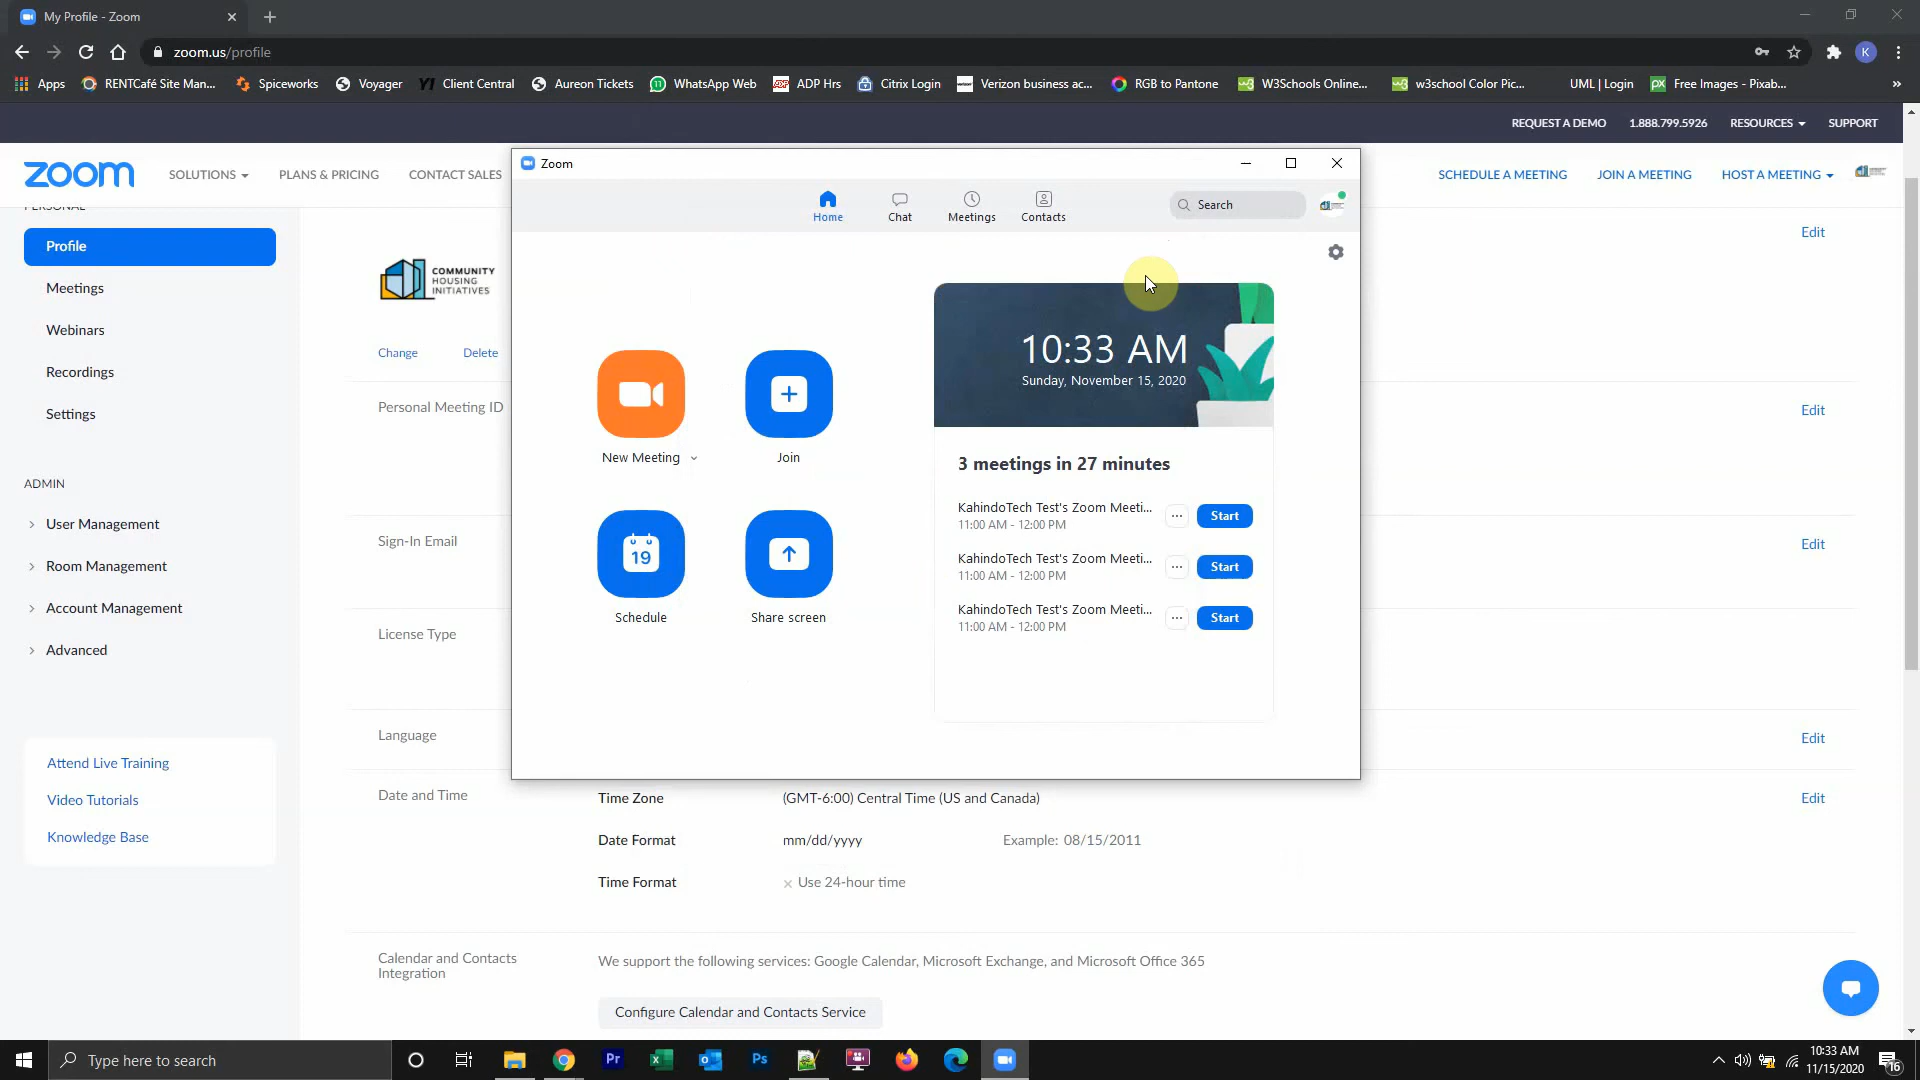 My Profile - Zoom
zoom.us/profile
K
Apps
RENTCafé Site Man...
Spiceworks
Voyager
Client Central
Aureon Tickets
WhatsApp Web
ADP Hrs
Citrix Login
Verizon business ac...
RGB to Pantone
W3Schools Online...
w3school Color Pic...
UML | Login
Free Images - Pixab...
»
REQUEST A DEMO
1.888.799.5926
RESOURCES
SUPPORT
zoom
SOLUTIONS
PLANS & PRICING
CONTACT SALES
SCHEDULE A MEETING
JOIN A MEETING
HOST A MEETING
PERSONAL
Profile
Meetings
Webinars
Recordings
Settings
ADMIN
User Management
Room Management
Account Management
Advanced
Attend Live Training
Video Tutorials
Knowledge Base
COMMUNITY
HOUSING
INITIATIVES
Change
Delete
Edit
Personal Meeting ID
Edit
Sign-In Email
Edit
License Type
Language
Edit
Date and Time
Time Zone
(GMT-6:00) Central Time (US and Canada)
Edit
Date Format
mm/dd/yyyy
Example: 08/15/2011
Time Format
Use 24-hour time
Calendar and Contacts
Integration
We support the following services: Google Calendar, Microsoft Exchange, and Microsoft Office 365
Configure Calendar and Contacts Service
Zoom
Home
Chat
Meetings
Contacts
Search
New Meeting
Join
19
Schedule
Share screen
10:33 AM
Sunday, November 15, 2020
3 meetings in 27 minutes
KahindoTech Test's Zoom Meeti...
11:00 AM - 12:00 PM
Start
KahindoTech Test's Zoom Meeti...
11:00 AM - 12:00 PM
Start
KahindoTech Test's Zoom Meeti...
11:00 AM - 12:00 PM
Start
Type here to search
Pr
Ps
10:33 AM
11/15/2020
16